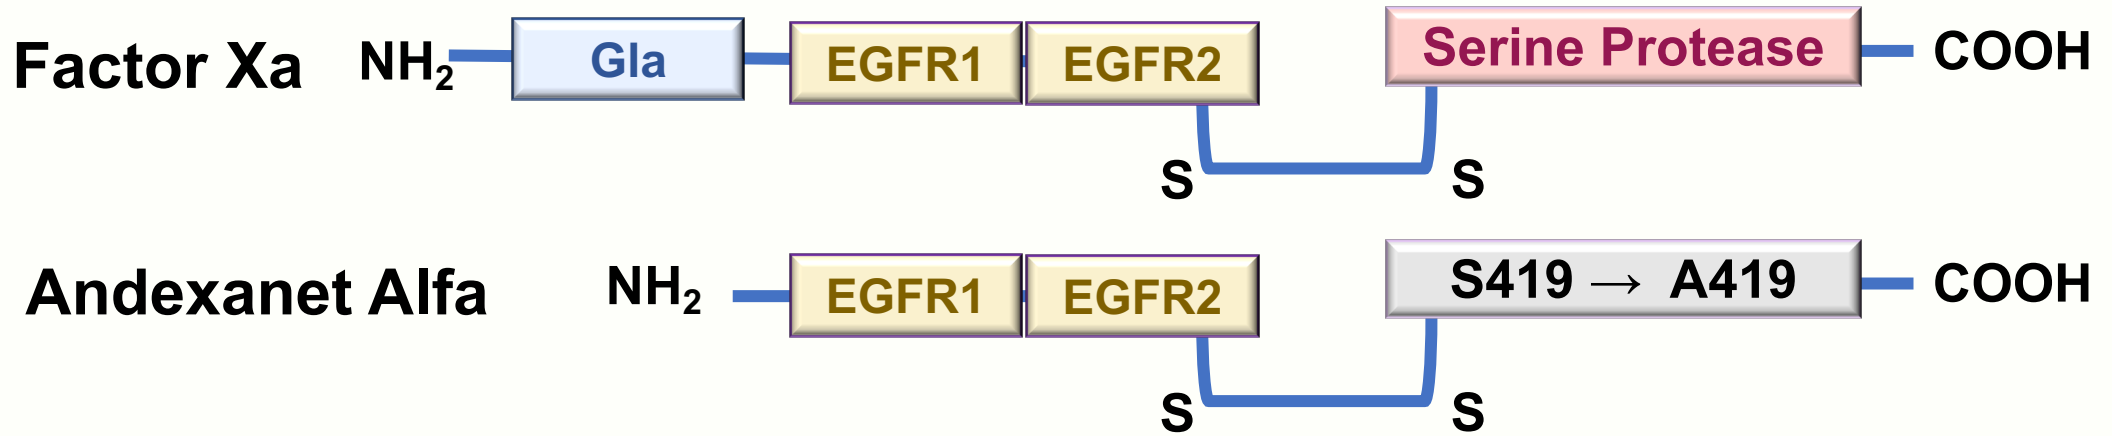 Factor Xa NH₂ Gla EGFR1 EGFR2 Serine Protease COOH
S S
Andexanet Alfa NH₂ EGFR1 EGFR2 S419 → A419 COOH
S S